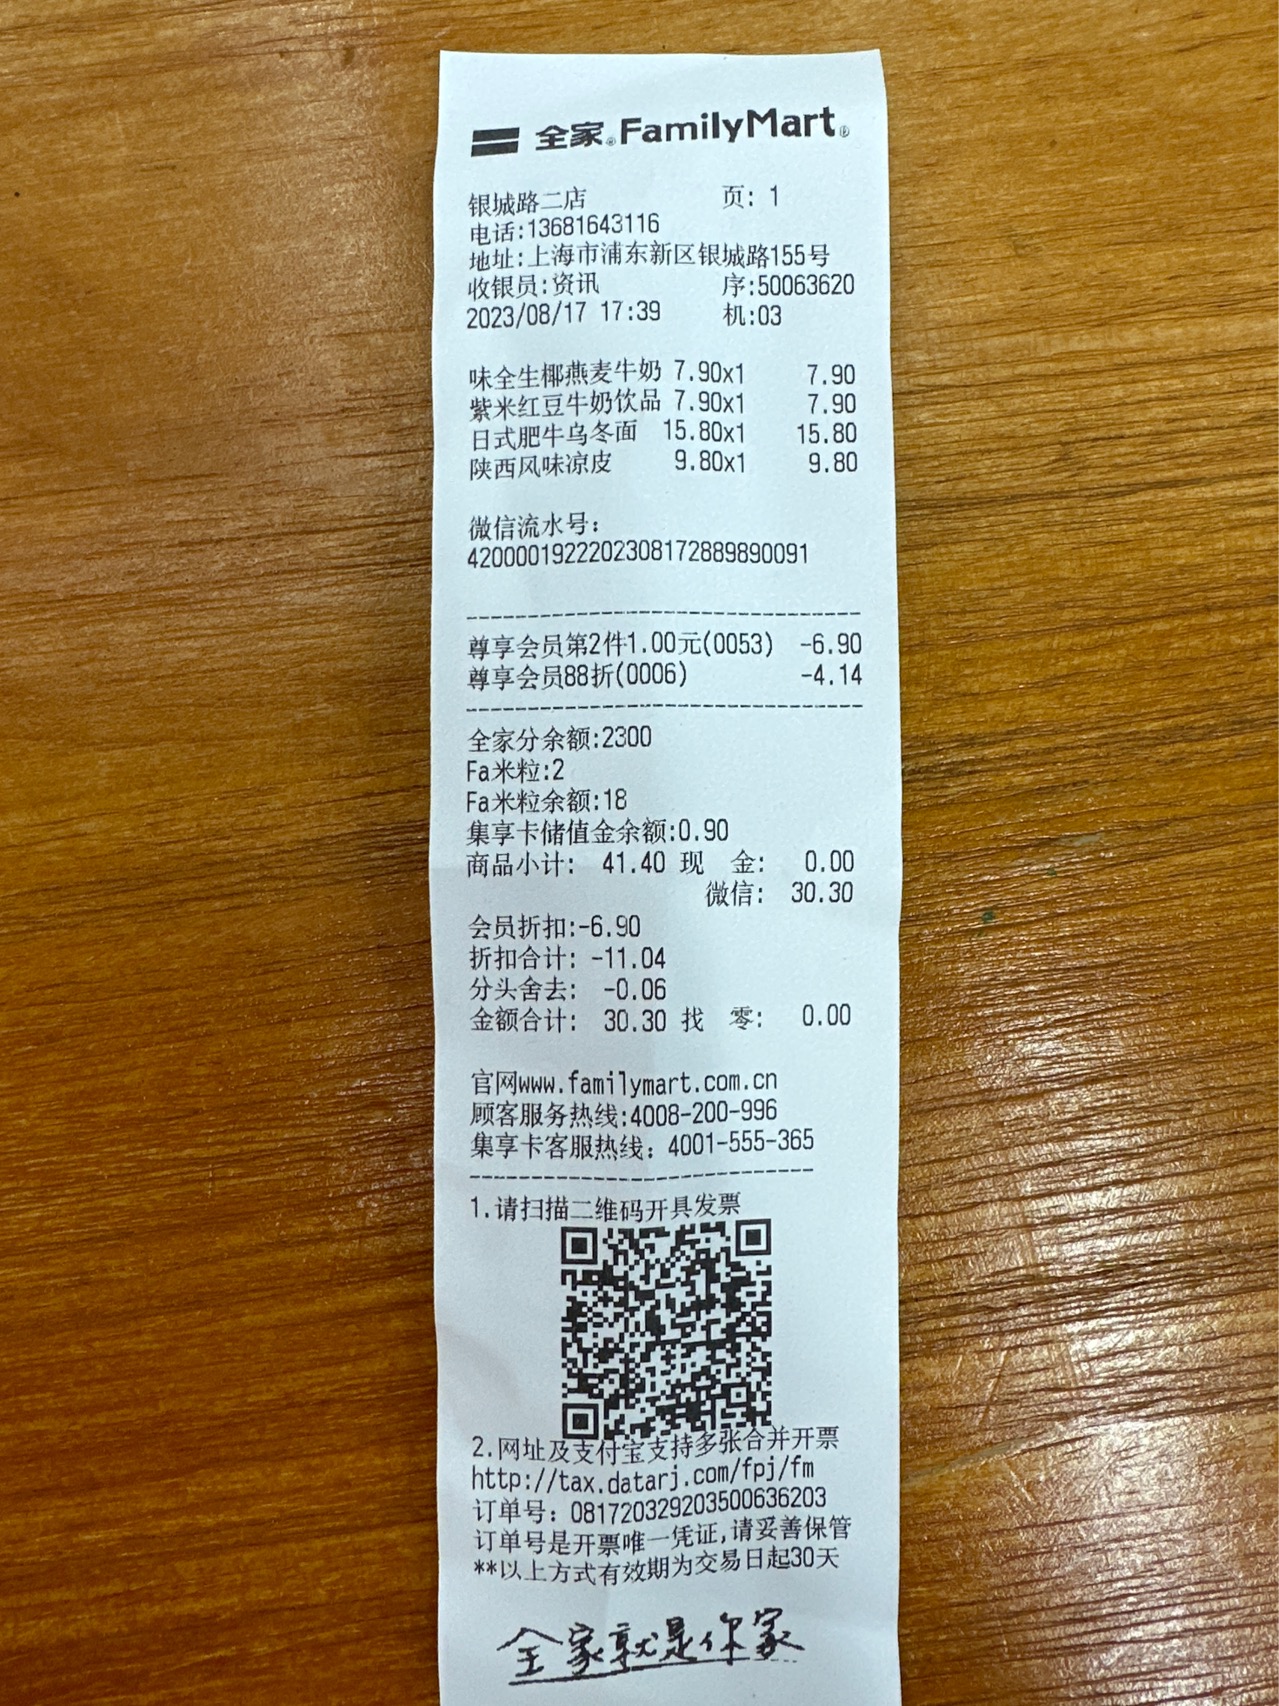 全家®FamilyMart®
银城路二店 页: 1
电话:13681643116
地址:上海市浦东新区银城路155号
收银员:资讯 序:50063620
2023/08/17 17:39 机:03
味全生椰燕麦牛奶 7.90x1 7.90
紫米红豆牛奶饮品 7.90x1 7.90
日式肥牛乌冬面 15.80x1 15.80
陕西风味凉皮 9.80x1 9.80
微信流水号:
4200001922202308172889890091
尊享会员第2件1.00元(0053) -6.90
尊享会员88折(0006) -4.14
全家分余额:2300
Fa米粒:2
Fa米粒余额:18
集享卡储值金余额:0.90
商品小计: 41.40 现 金: 0.00
微信: 30.30
会员折扣:-6.90
折扣合计: -11.04
分头舍去: -0.06
金额合计: 30.30 找 零: 0.00
官网www.familymart.com.cn
顾客服务热线:4008-200-996
集享卡客服热线: 4001-555-365
1.请扫描二维码开具发票
2.网址及支付宝支持多张合并开票
http://tax.datarj.com/fpj/fm
订单号: 081720329203500636203
订单号是开票唯一凭证,请妥善保管
**以上方式有效期为交易日起30天
全家就是你家